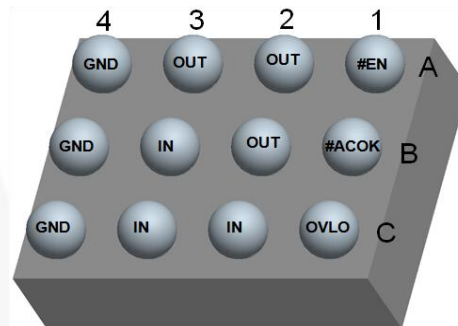 4 3 2 1
GND OUT OUT #EN A
GND IN OUT #ACOK B
GND IN IN OVLO C